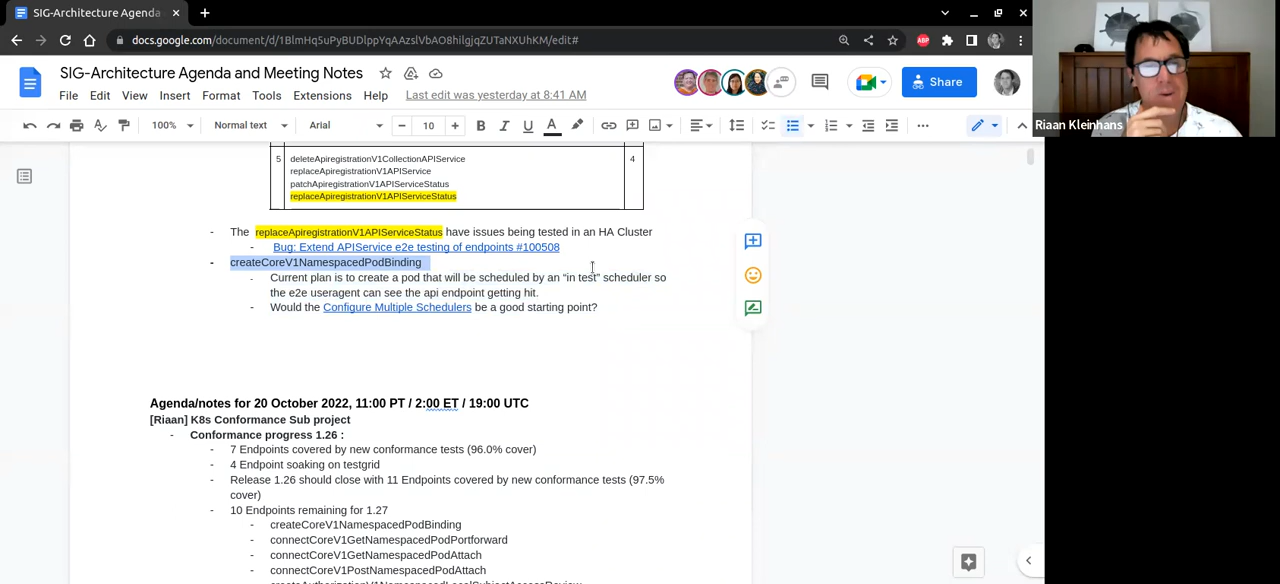 SIG-Architecture Agenda
docs.google.com/document/d/1BlmHq5uPyBUDlppYqAAzslVbAO8hilgjqZUTaNXUhKM/edit#
ABP
SIG-Architecture Agenda and Meeting Notes
File Edit View Insert Format Tools Extensions Help Last edit was yesterday at 8:41 AM
Share
100% Normal text Arial 10 B I U A
Riaan Kleinhans
5 deleteApiregistrationV1CollectionAPIService 4
replaceApiregistrationV1APIService
patchApiregistrationV1APIServiceStatus
replaceApiregistrationV1APIServiceStatus
- The replaceApiregistrationV1APIServiceStatus have issues being tested in an HA Cluster
- Bug: Extend APIService e2e testing of endpoints #100508
- createCoreV1NamespacedPodBinding
- Current plan is to create a pod that will be scheduled by an “in test” scheduler so
the e2e useragent can see the api endpoint getting hit.
- Would the Configure Multiple Schedulers be a good starting point?
Agenda/notes for 20 October 2022, 11:00 PT / 2:00 ET / 19:00 UTC
[Riaan] K8s Conformance Sub project
- Conformance progress 1.26 :
- 7 Endpoints covered by new conformance tests (96.0% cover)
- 4 Endpoint soaking on testgrid
- Release 1.26 should close with 11 Endpoints covered by new conformance tests (97.5%
cover)
- 10 Endpoints remaining for 1.27
- createCoreV1NamespacedPodBinding
- connectCoreV1GetNamespacedPodPortforward
- connectCoreV1GetNamespacedPodAttach
- connectCoreV1PostNamespacedPodAttach
- createAuthorizationV1NamespacedLocalSubjectAccessReview